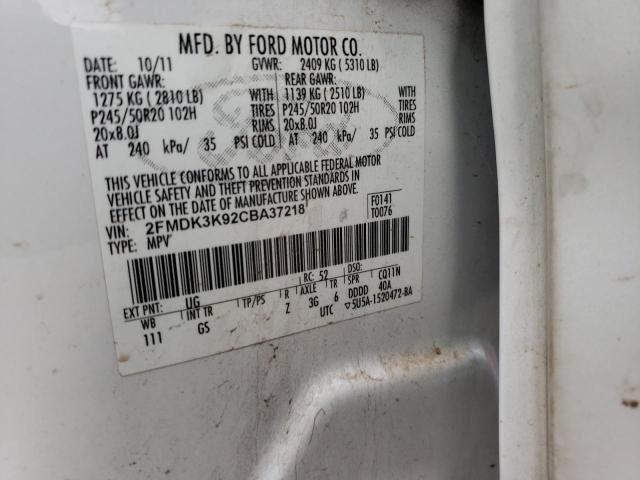 MFD. BY FORD MOTOR CO.
DATE: 10/11 GVWR: 2409 KG ( 5310 LB)
FRONT GAWR: REAR GAWR:
1275 KG ( 2810 LB) WITH 1139 KG ( 2510 LB) WITH
P245/50R20 102H TIRES P245/50R20 102H TIRES
20x8.0J RIMS 20x8.0J RIMS
AT 240 kPa/ 35 PSI COLD AT 240 kPa/ 35 PSI COLD
THIS VEHICLE CONFORMS TO ALL APPLICABLE FEDERAL MOTOR
VEHICLE SAFETY AND THEFT PREVENTION STANDARDS IN
EFFECT ON THE DATE OF MANUFACTURE SHOWN ABOVE.
VIN: 2FMDK3K92CBA37218 F0141
TYPE: MPV T0076
EXT PNT: UG RC: 52 DSO:
WB INT TR TP/PS R AXLE TR SPR CQ11N
111 GS Z 3G 6 DDDD 40A
UTC ▽5U5A-1520472-BA